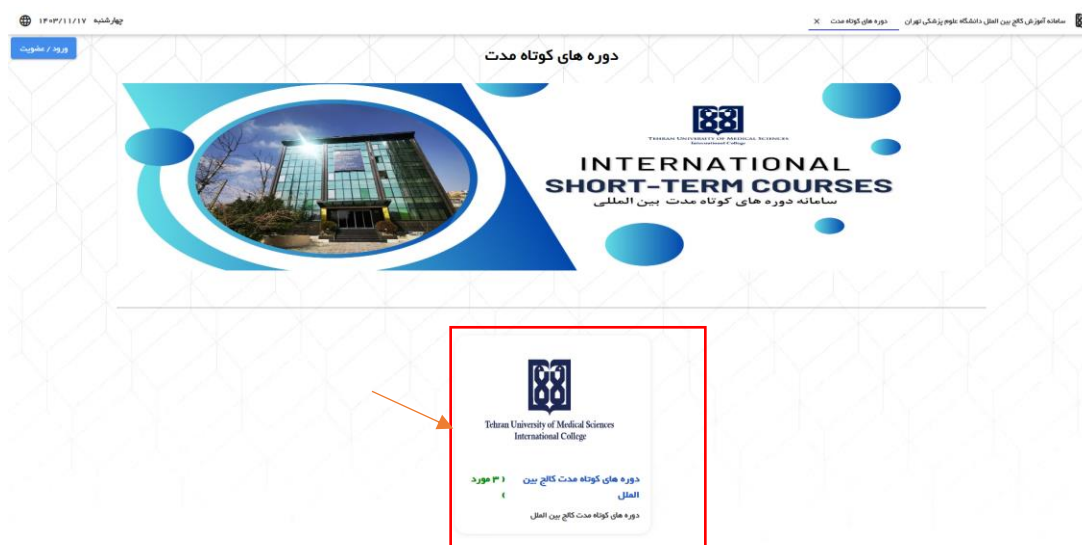 سامانه آموزش کالج بین الملل دانشگاه علوم پزشکی تهران
دوره های کوتاه مدت ×
چهارشنبه ۱۴۰۳/۱۱/۱۷
ورود / عضویت
دوره های کوتاه مدت
TEHRAN UNIVERSITY OF MEDICAL SCIENCES
International College
INTERNATIONAL
SHORT-TERM COURSES
سامانه دوره های کوتاه مدت بین المللی
Tehran University of Medical Sciences
International College
دوره های کوتاه مدت کالج بین الملل
( ۳ مورد )
دوره های کوتاه مدت کالج بین الملل